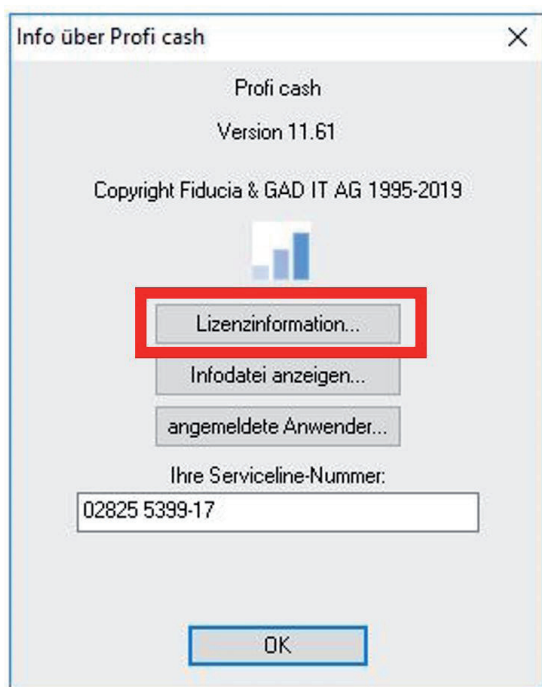 Info über Profi cash
Profi cash
Version 11.61
Copyright Fiducia & GAD IT AG 1995-2019
Lizenzinformation...
Infodatei anzeigen...
angemeldete Anwender...
Ihre Serviceline-Nummer:
02825 5399-17
OK